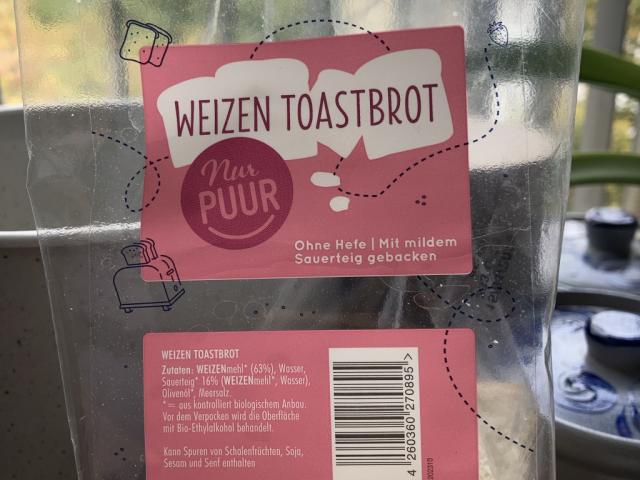 WEIZEN TOASTBROT
Nur
PUUR
Ohne Hefe | Mit mildem
Sauerteig gebacken
WEIZEN TOASTBROT
Zutaten: WEIZENmehl* (63%), Wasser,
Sauerteig* 16% (WEIZENmehl*, Wasser),
Olivenöl*, Meersalz.
* = aus kontrolliert biologischem Anbau.
Vor dem Verpacken wird die Oberfläche
mit Bio-Ethylalkohol behandelt.
Kann Spuren von Schalenfrüchten, Soja,
Sesam und Senf enthalten
4 260360 270895 >
202310